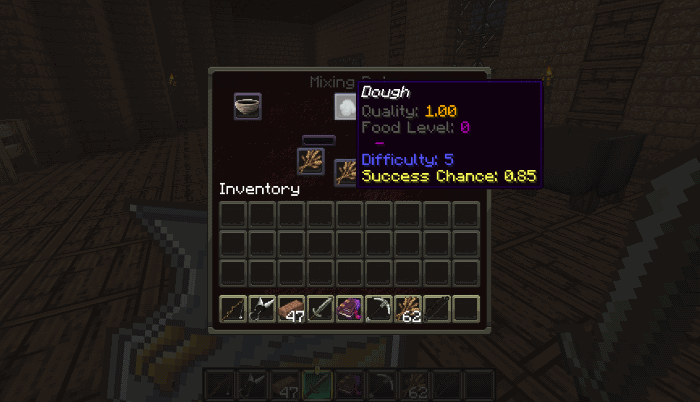 Mixing
Dough
Quality: 1.00
Food Level: 0
–
Difficulty: 5
Success Chance: 0.85
Inventory
47
62
47
62